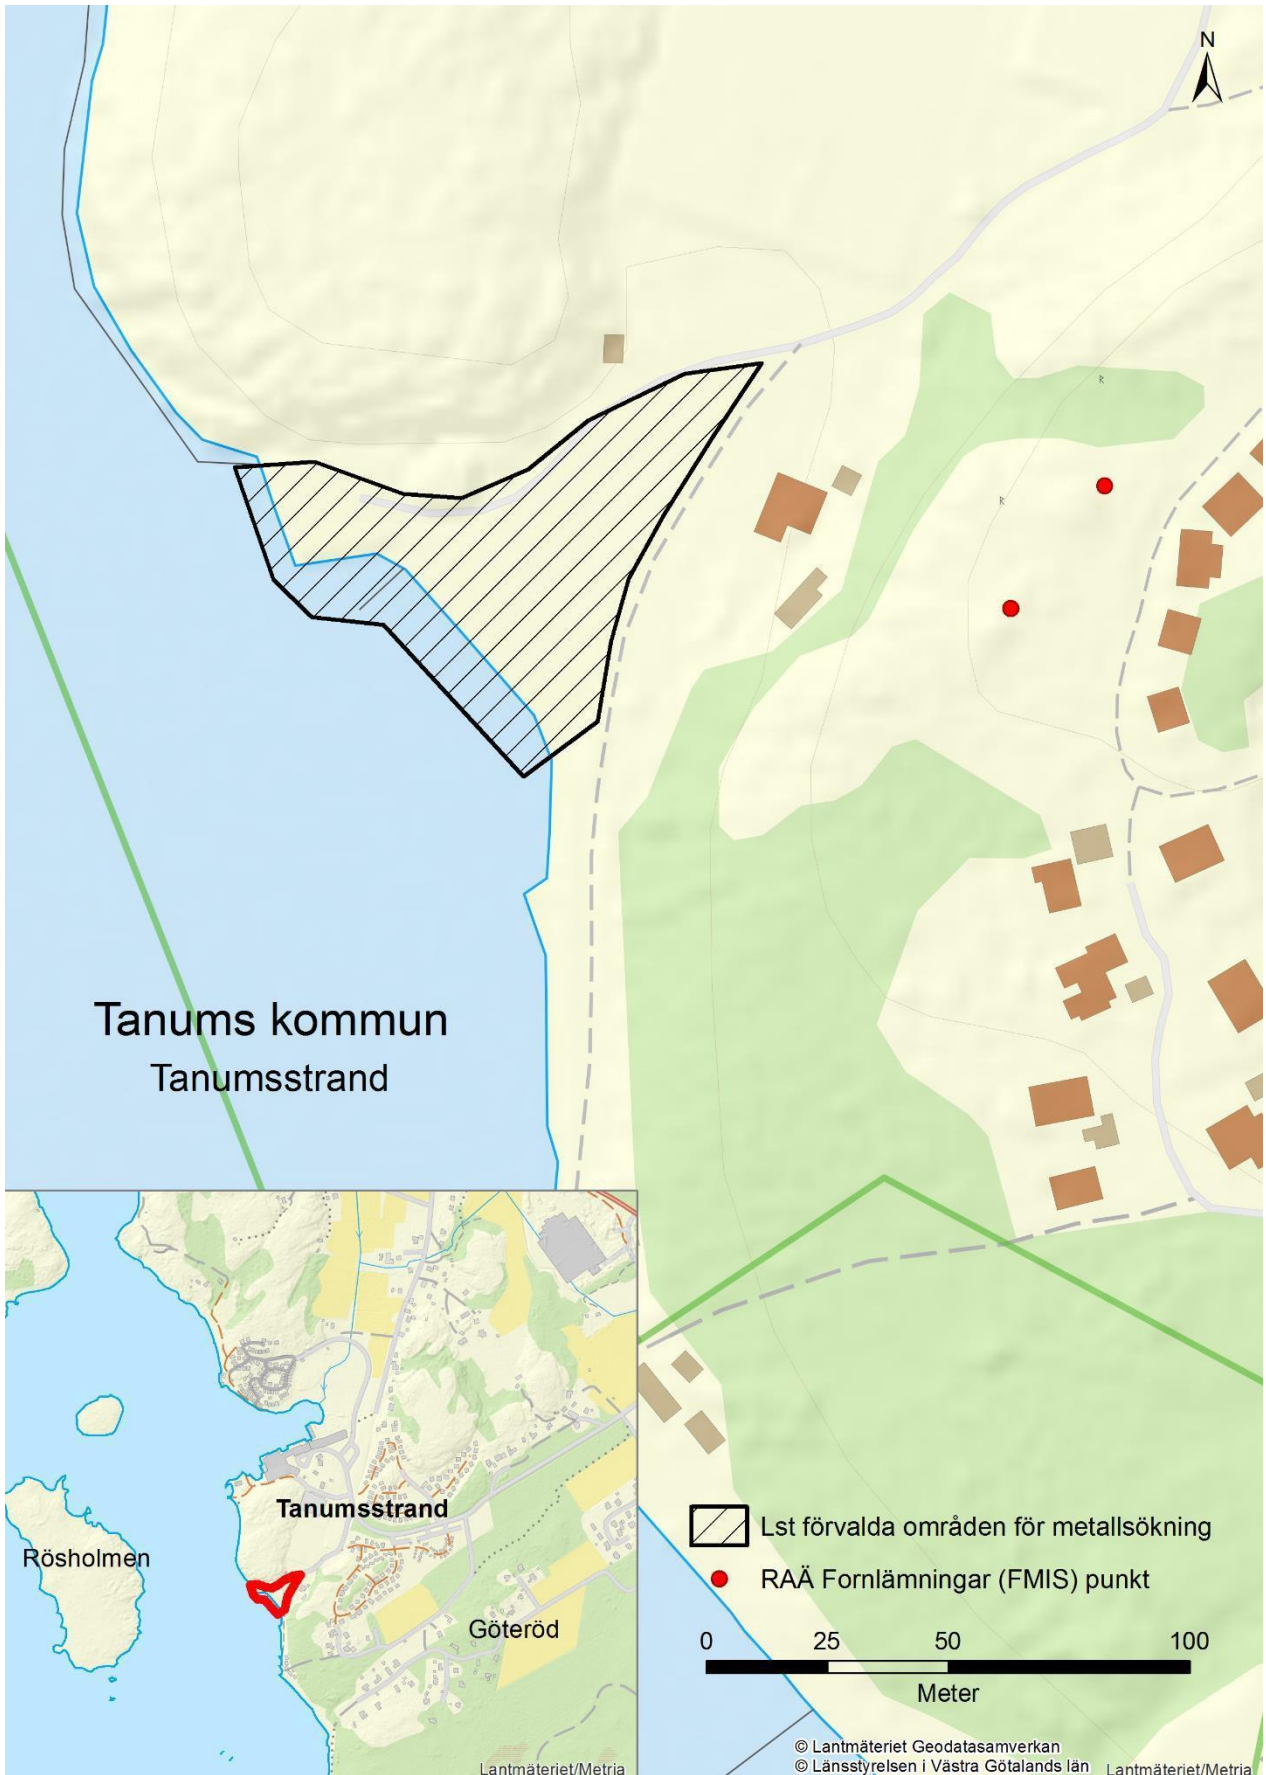 N
R
R
Tanums kommun
Tanumsstrand
Tanumsstrand
Rösholmen
Göteröd
Lantmäteriet/Metria
Lst förvalda områden för metallsökning
RAÄ Fornlämningar (FMIS) punkt
0 25 50 100
Meter
© Lantmäteriet Geodatasamverkan
© Länsstyrelsen i Västra Götalands län Lantmäteriet/Metria